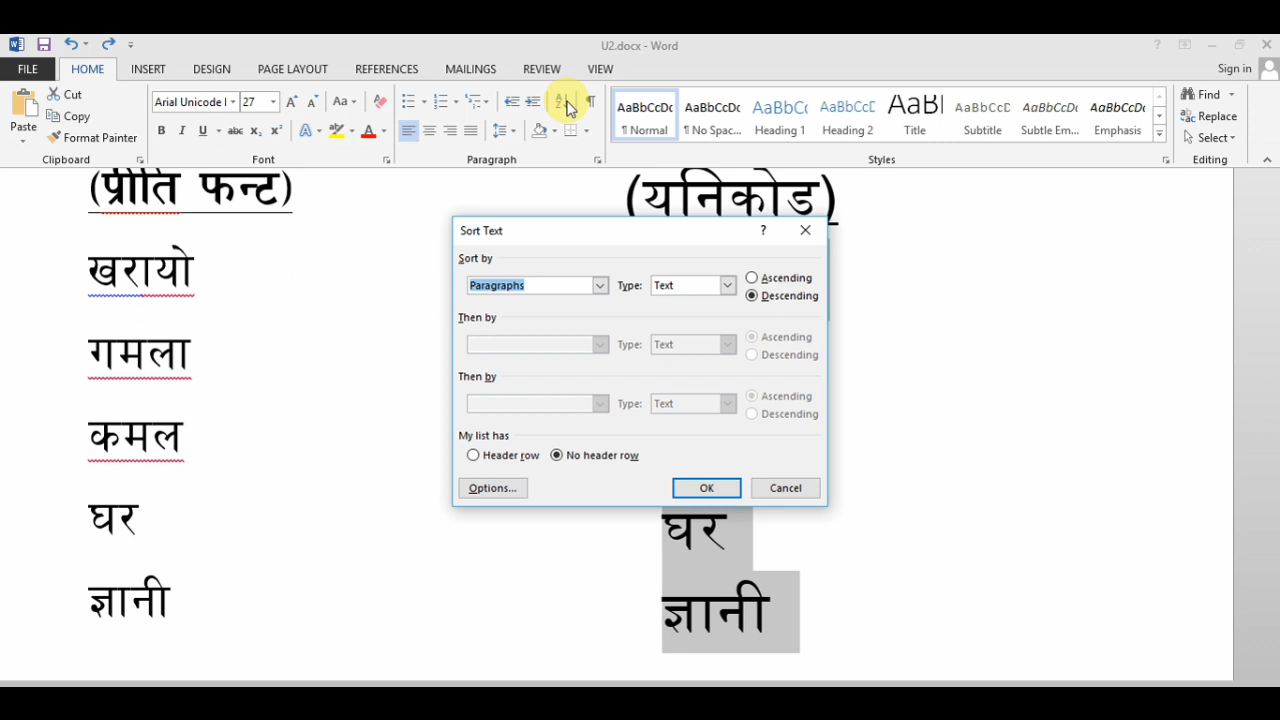 U2.docx - Word
FILE HOME INSERT DESIGN PAGE LAYOUT REFERENCES MAILINGS REVIEW VIEW Sign in
Paste Cut Copy Format Painter
Clipboard
Arial Unicode 27
Font
Paragraph
AaBbCcDc AaBbCcDc AaBbCc AaBbCcD AaBl AaBbCcD AaBbCcDc AaBbCcDc
¶ Normal ¶ No Spac... Heading 1 Heading 2 Title Subtitle Subtle Em... Emphasis
Styles
Find
Replace
Select
Editing
(प्रीति फन्ट)
खरायो
गमला
कमल
घर
ज्ञानी
(यनिकोड)
Sort Text
Sort by
Paragraphs Type: Text Ascending
Descending
Then by
Type: Text Ascending
Descending
Then by
Type: Text Ascending
Descending
My list has
Header row No header row
Options... OK Cancel
घर
ज्ञानी